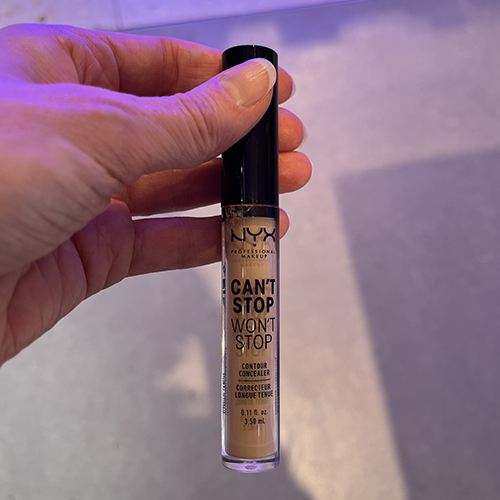 NYX
PROFESSIONAL
MAKEUP
CAN'T
STOP
WON'T
STOP
CONTOUR
CONCEALER
CORRECTEUR
LONGUE TENUE
0.11 fl. oz.
3.50 mL